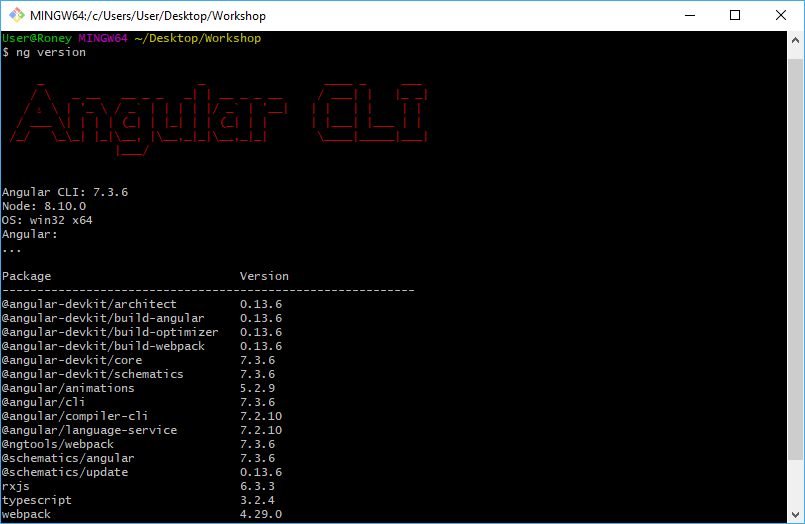 MINGW64:/c/Users/User/Desktop/Workshop
User@Roney MINGW64 ~/Desktop/Workshop
$ ng version
Angular CLI
Angular CLI: 7.3.6
Node: 8.10.0
OS: win32 x64
Angular:
...
Package Version
-----------------------------------------------------------
@angular-devkit/architect 0.13.6
@angular-devkit/build-angular 0.13.6
@angular-devkit/build-optimizer 0.13.6
@angular-devkit/build-webpack 0.13.6
@angular-devkit/core 7.3.6
@angular-devkit/schematics 7.3.6
@angular/animations 5.2.9
@angular/cli 7.3.6
@angular/compiler-cli 7.2.10
@angular/language-service 7.2.10
@ngtools/webpack 7.3.6
@schematics/angular 7.3.6
@schematics/update 0.13.6
rxjs 6.3.3
typescript 3.2.4
webpack 4.29.0